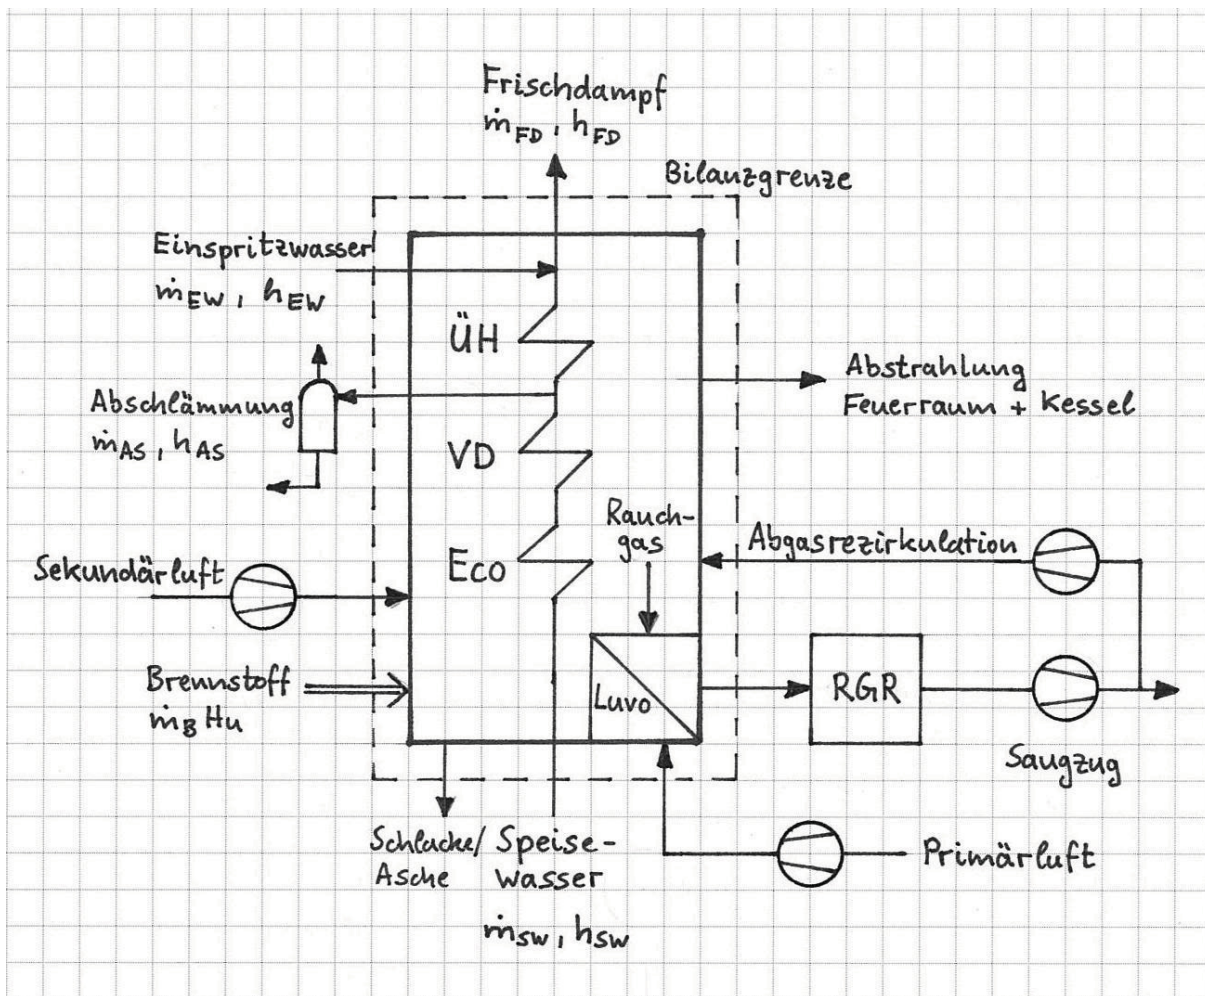 Frischdampf
ṁFD, hFD
Bilanzgrenze
Einspritzwasser
ṁEW, hEW
ÜH
Abstrahlung
Feuerraum + Kessel
Abschlämmung
ṁAS, hAS
VD
Rauch-
gas
Abgasrezirkulation
Sekundärluft
Eco
Brennstoff
ṁB Hu
Luvo
RGR
Saugzug
Schlacke/
Asche
Speise-
wasser
ṁSW, hSW
Primärluft